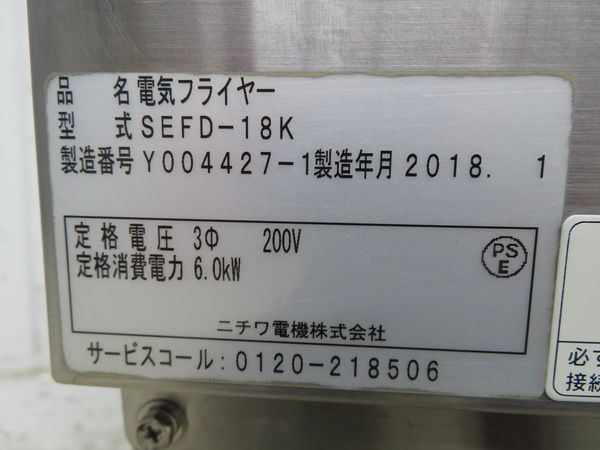 品 名 電気フライヤー
型 式 SEFD-18K
製造番号 Y004427-1 製造年月 2018. 1
定格電圧 3Φ 200V
定格消費電力 6.0kW
PS
E
ニチワ電機株式会社
サービスコール:0120-218506
必ず
接続